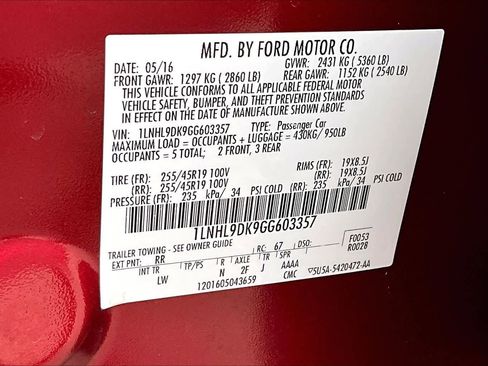 MFD. BY FORD MOTOR CO.
DATE: 05/16 GVWR: 2431 KG ( 5360 LB)
FRONT GAWR: 1297 KG ( 2860 LB) REAR GAWR: 1152 KG ( 2540 LB)
THIS VEHICLE CONFORMS TO ALL APPLICABLE FEDERAL MOTOR
VEHICLE SAFETY, BUMPER, AND THEFT PREVENTION STANDARDS
IN EFFECT ON THE DATE OF MANUFACTURE SHOWN ABOVE.
VIN: 1LNHL9DK9GG603357 TYPE: Passenger Car
MAXIMUM LOAD = OCCUPANTS + LUGGAGE = 430KG/950LB
OCCUPANTS = 5 TOTAL; 2 FRONT, 3 REAR
TIRE (FR): 255/45R19 100V RIMS (FR): 19X8.5J
TIRE (RR): 255/45R19 100V (RR): 19X8.5J
PRESSURE (FR): 235 kPa/ 34 PSI COLD (RR): 235 kPa/ 34 PSI COLD
1LNHL9DK9GG603357
TRAILER TOWING - SEE OWNER GUIDE F0053
EXT PNT: RR RC: 67 DSO: R0028
INT TR TP/PS R AXLE TR
LW N 2F J AAAA
1201605043659 CMC ▽5U5A-5420472-AA